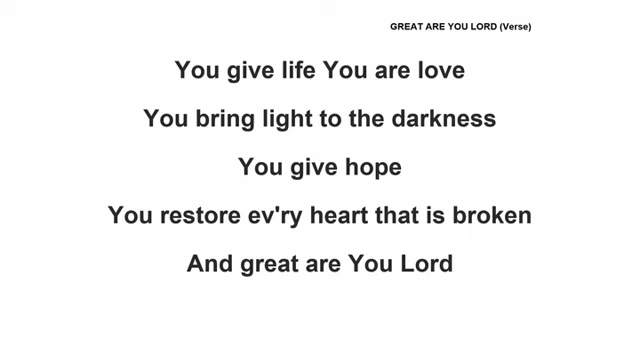 GREAT ARE YOU LORD (Verse)
You give life You are love
You bring light to the darkness
You give hope
You restore ev'ry heart that is broken
And great are You Lord